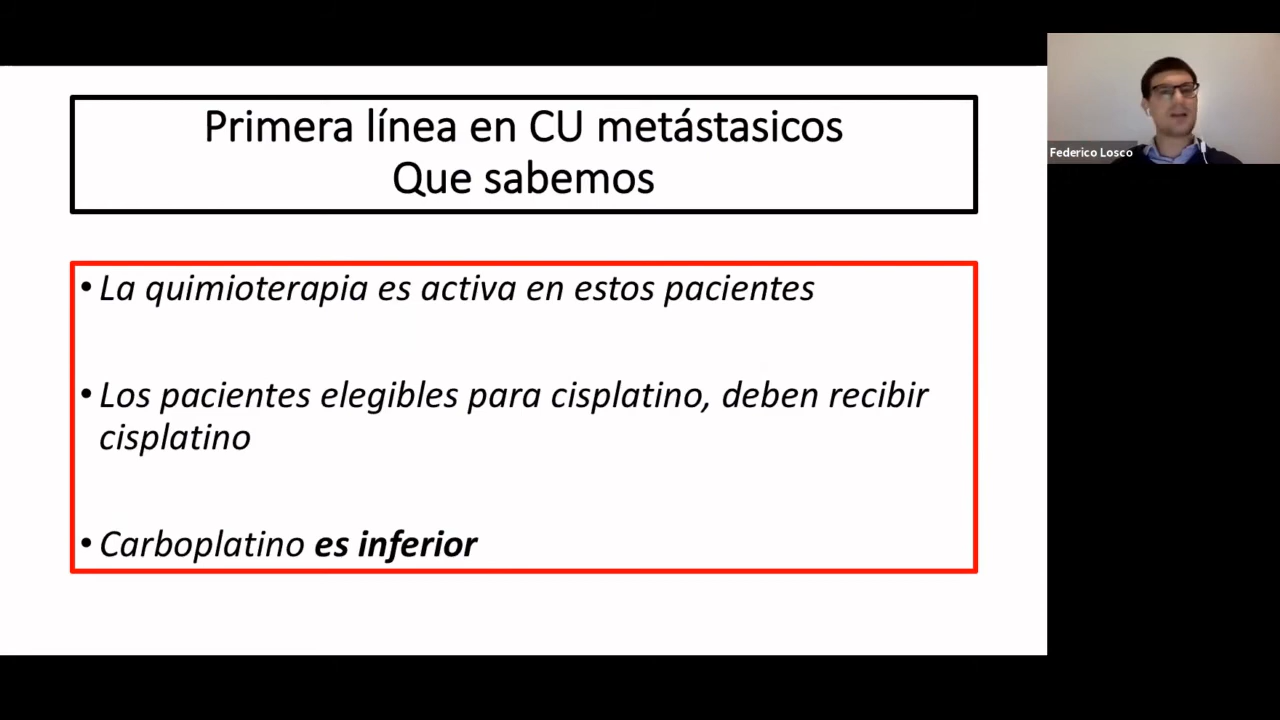 Primera línea en CU metástasicos
Que sabemos
• La quimioterapia es activa en estos pacientes
• Los pacientes elegibles para cisplatino, deben recibir
cisplatino
• Carboplatino es inferior
Federico Losco